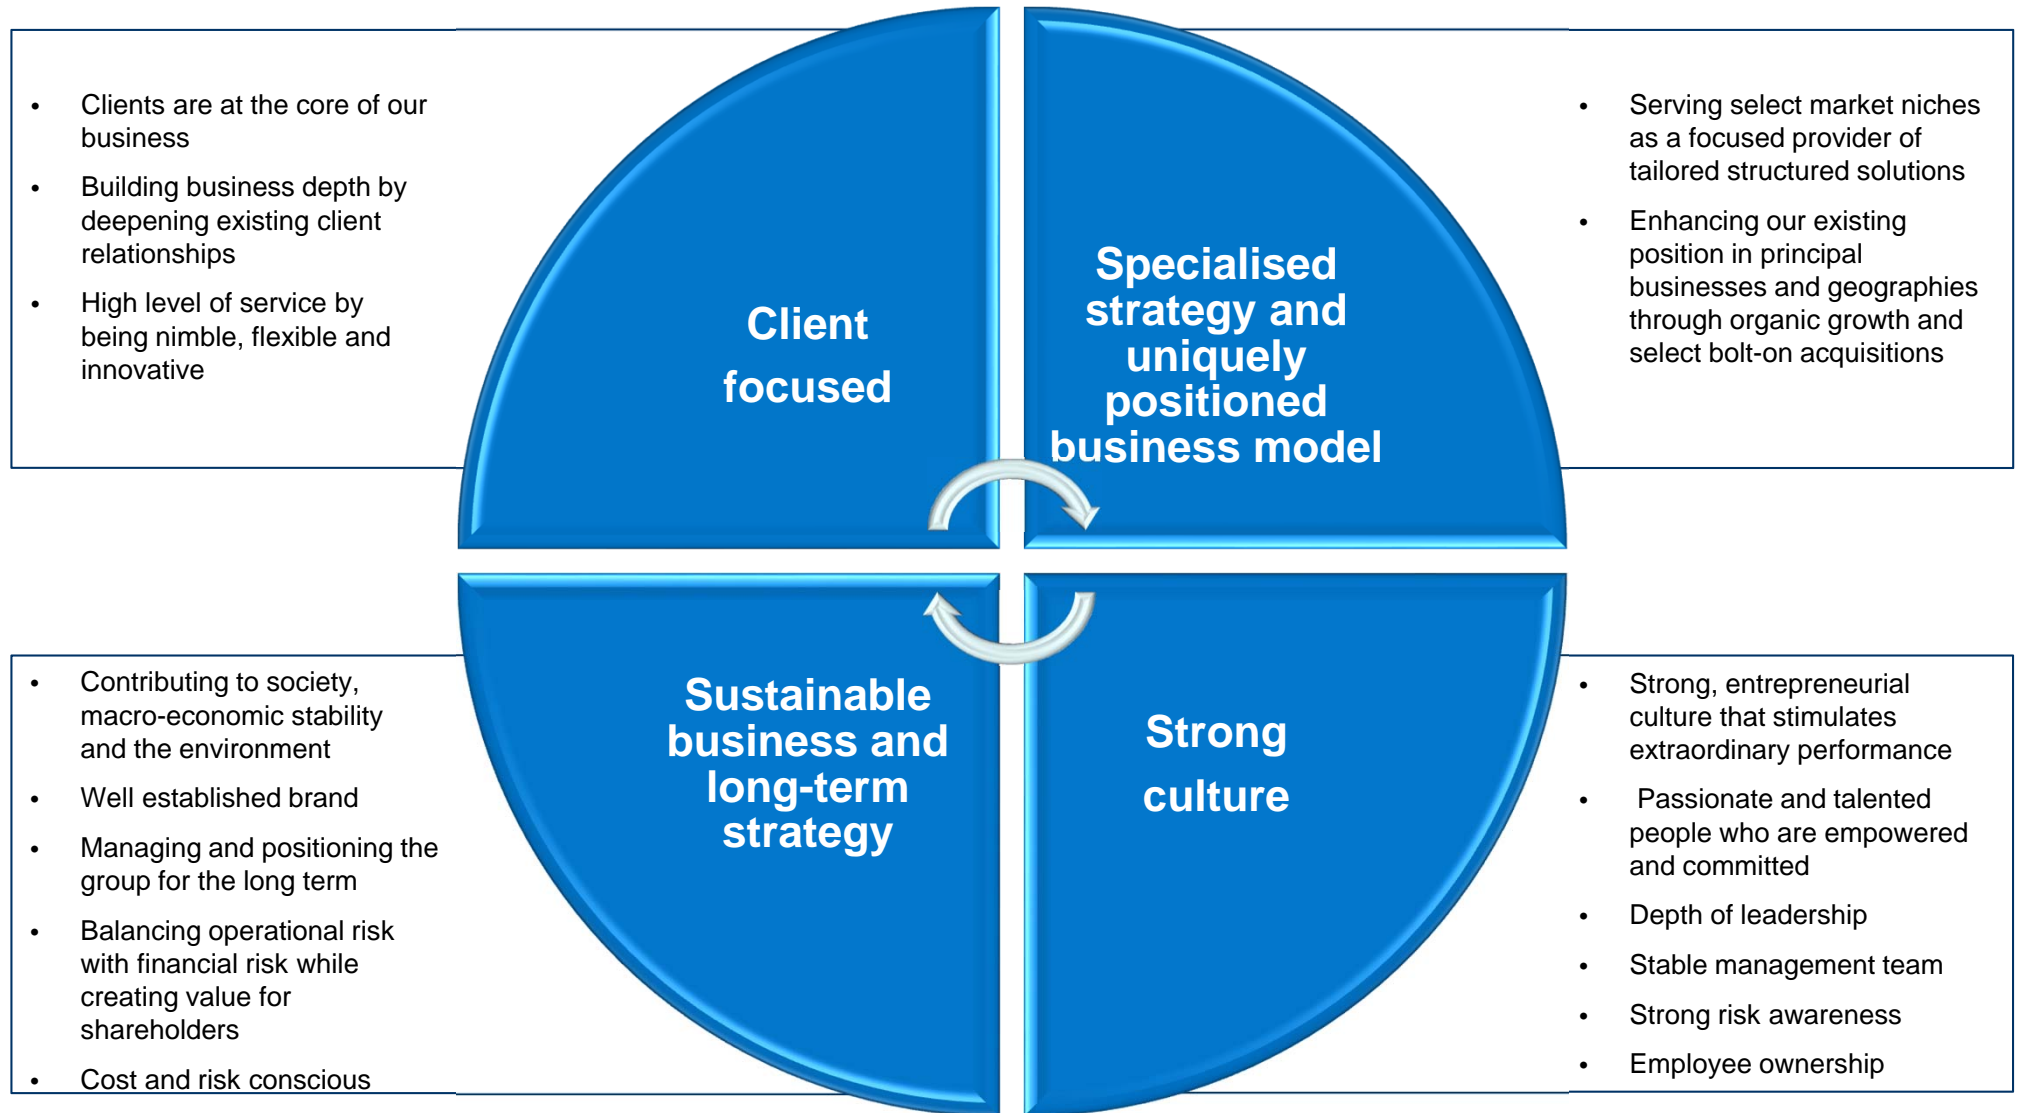 • Clients are at the core of our
business
• Building business depth by
deepening existing client
relationships
• High level of service by
being nimble, flexible and
innovative
Client
focused
Specialised
strategy and
uniquely
positioned
business model
• Serving select market niches
as a focused provider of
tailored structured solutions
• Enhancing our existing
position in principal
businesses and geographies
through organic growth and
select bolt-on acquisitions
• Contributing to society,
macro-economic stability
and the environment
• Well established brand
• Managing and positioning the
group for the long term
• Balancing operational risk
with financial risk while
creating value for
shareholders
• Cost and risk conscious
Sustainable
business and
long-term
strategy
Strong
culture
• Strong, entrepreneurial
culture that stimulates
extraordinary performance
• Passionate and talented
people who are empowered
and committed
• Depth of leadership
• Stable management team
• Strong risk awareness
• Employee ownership